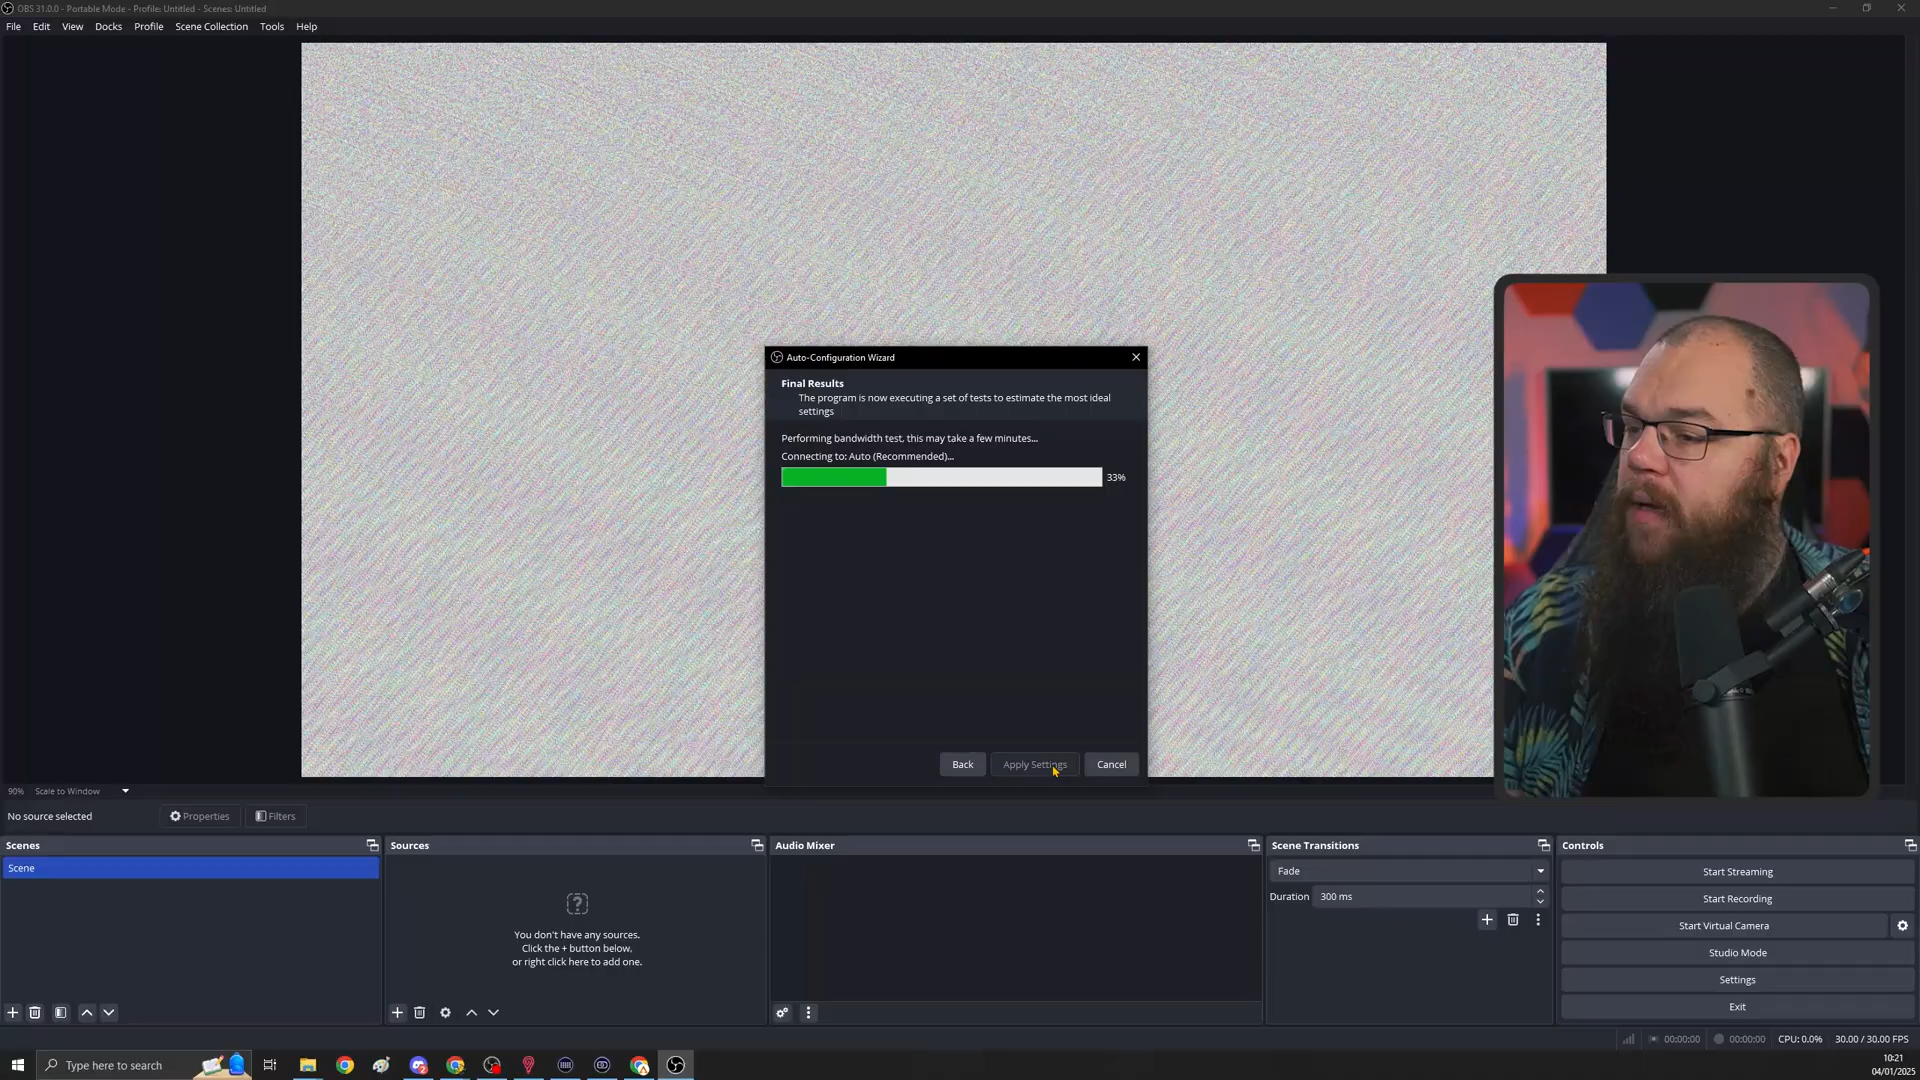 OBS 31.0.0 - Portable Mode - Profile: Untitled - Scenes: Untitled
File Edit View Docks Profile Scene Collection Tools Help
Auto-Configuration Wizard
Final Results
The program is now executing a set of tests to estimate the most ideal
settings
Performing bandwidth test, this may take a few minutes...
Connecting to: Auto (Recommended)...
33%
Back Apply Settings Cancel
90% Scale to Window
No source selected Properties Filters
Scenes
Scene
Sources
You don't have any sources.
Click the + button below,
or right click here to add one.
Audio Mixer
Scene Transitions
Fade
Duration 300 ms
Controls
Start Streaming
Start Recording
Start Virtual Camera
Studio Mode
Settings
Exit
00:00:00 00:00:00 CPU: 0.0% 30.00 / 30.00 FPS
Type here to search
10:21
04/01/2025